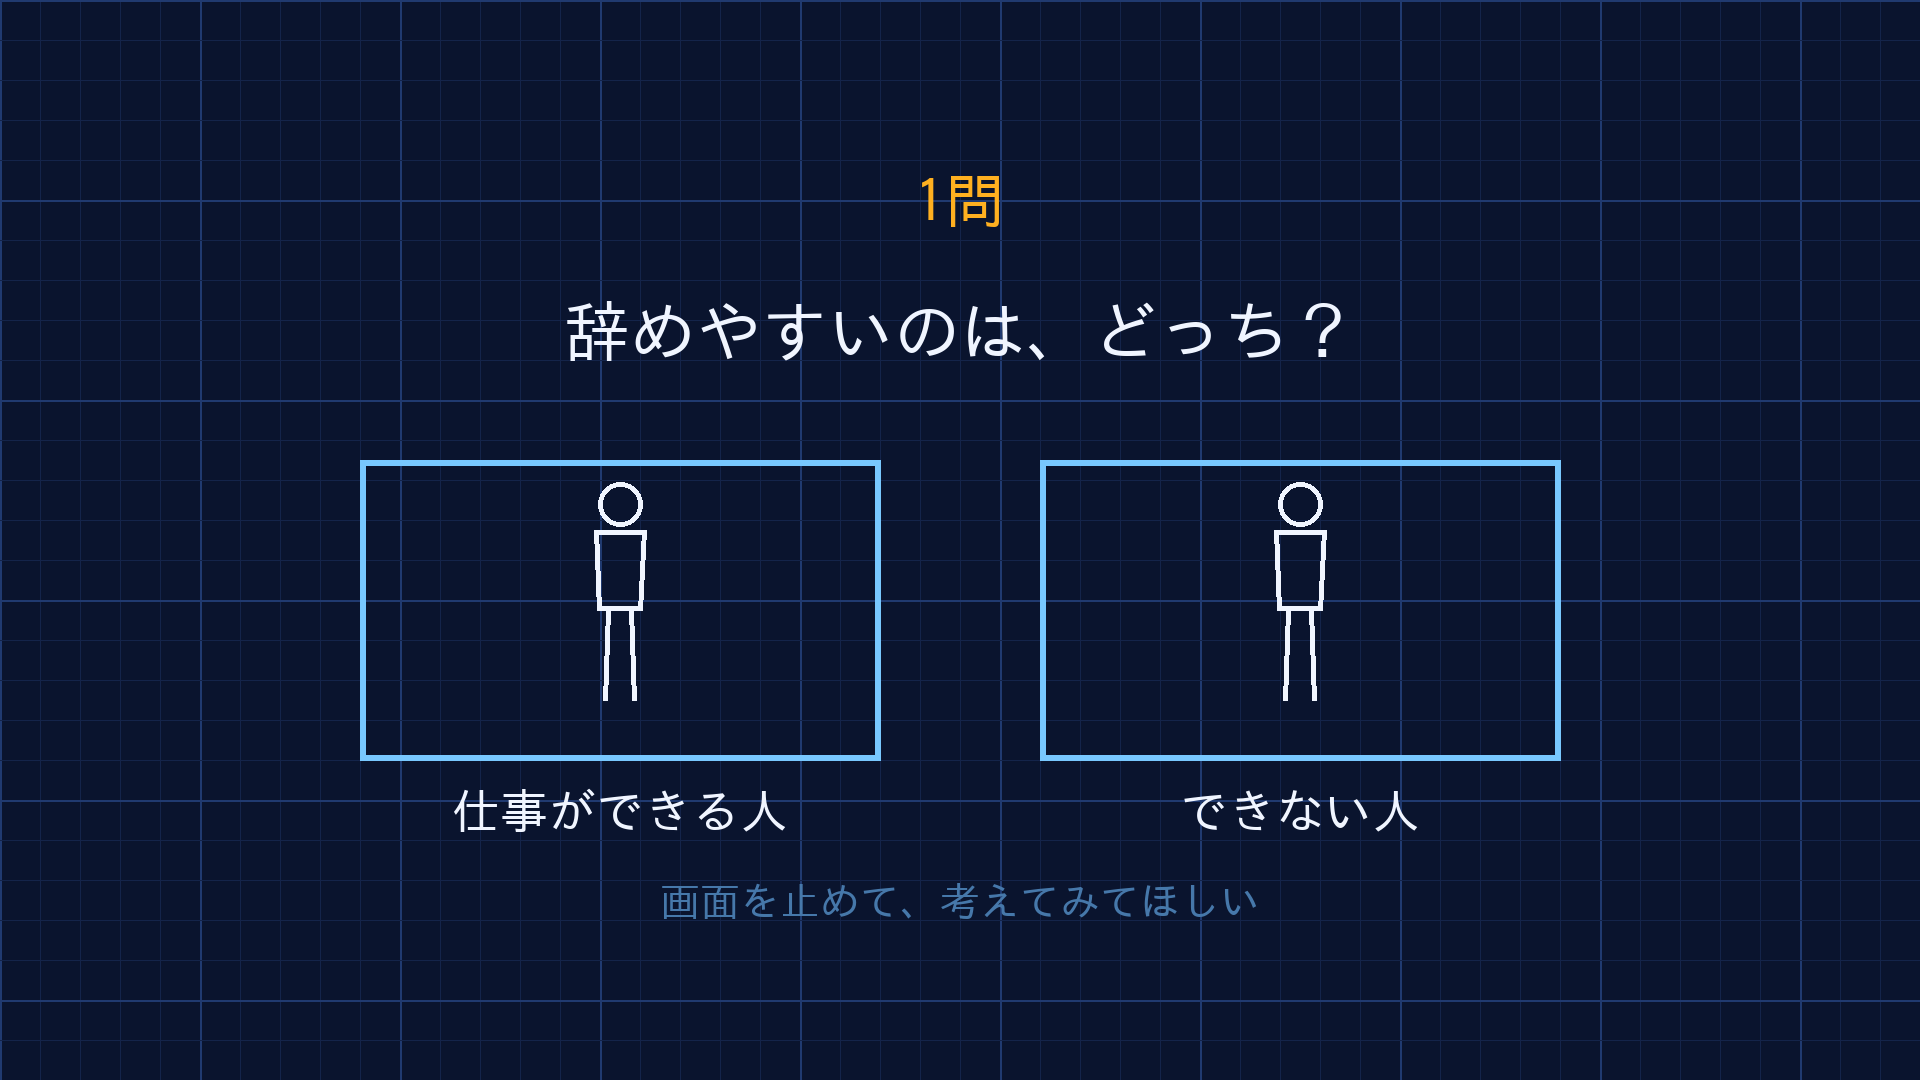 1問
辞めやすいのは、どっち？
仕事ができる人
できない人
画面を止めて、考えてみてほしい